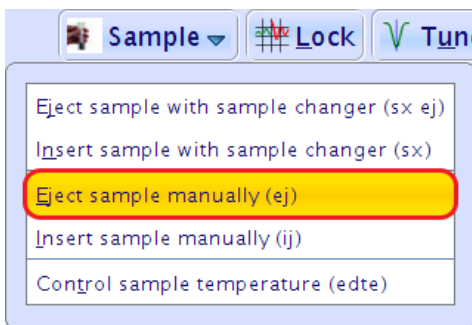 Sample Lock Tun
Eject sample with sample changer (sx ej)
Insert sample with sample changer (sx)
Eject sample manually (ej)
Insert sample manually (ij)
Control sample temperature (edte)